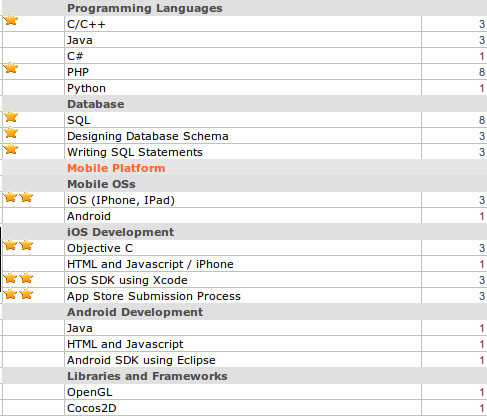 Programming Languages
C/C++ 3
Java 3
C# 1
PHP 8
Python 1
Database
SQL 8
Designing Database Schema 3
Writing SQL Statements 3
Mobile Platform
Mobile OSs
iOS (IPhone, IPad) 3
Android 1
iOS Development
Objective C 3
HTML and Javascript / iPhone 1
iOS SDK using Xcode 3
App Store Submission Process 3
Android Development
Java 1
HTML and Javascript 1
Android SDK using Eclipse 1
Libraries and Frameworks
OpenGL 1
Cocos2D 1